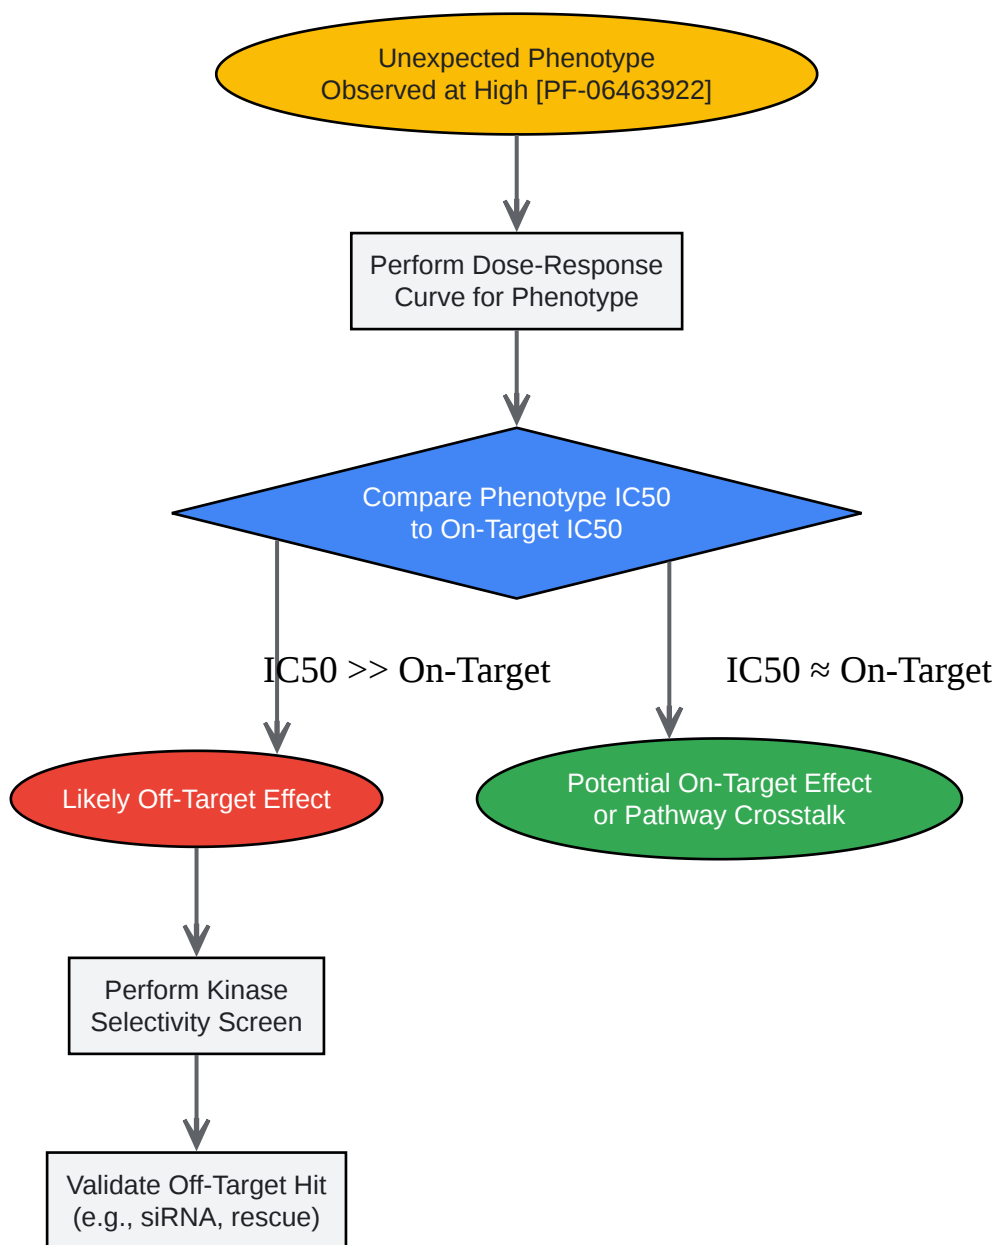 Unexpected Phenotype
Observed at High [PF-06463922]
Perform Dose-Response
Curve for Phenotype
Compare Phenotype IC50
to On-Target IC50
IC50 >> On-Target
IC50 ≈ On-Target
Likely Off-Target Effect
Potential On-Target Effect
or Pathway Crosstalk
Perform Kinase
Selectivity Screen
Validate Off-Target Hit
(e.g., siRNA, rescue)